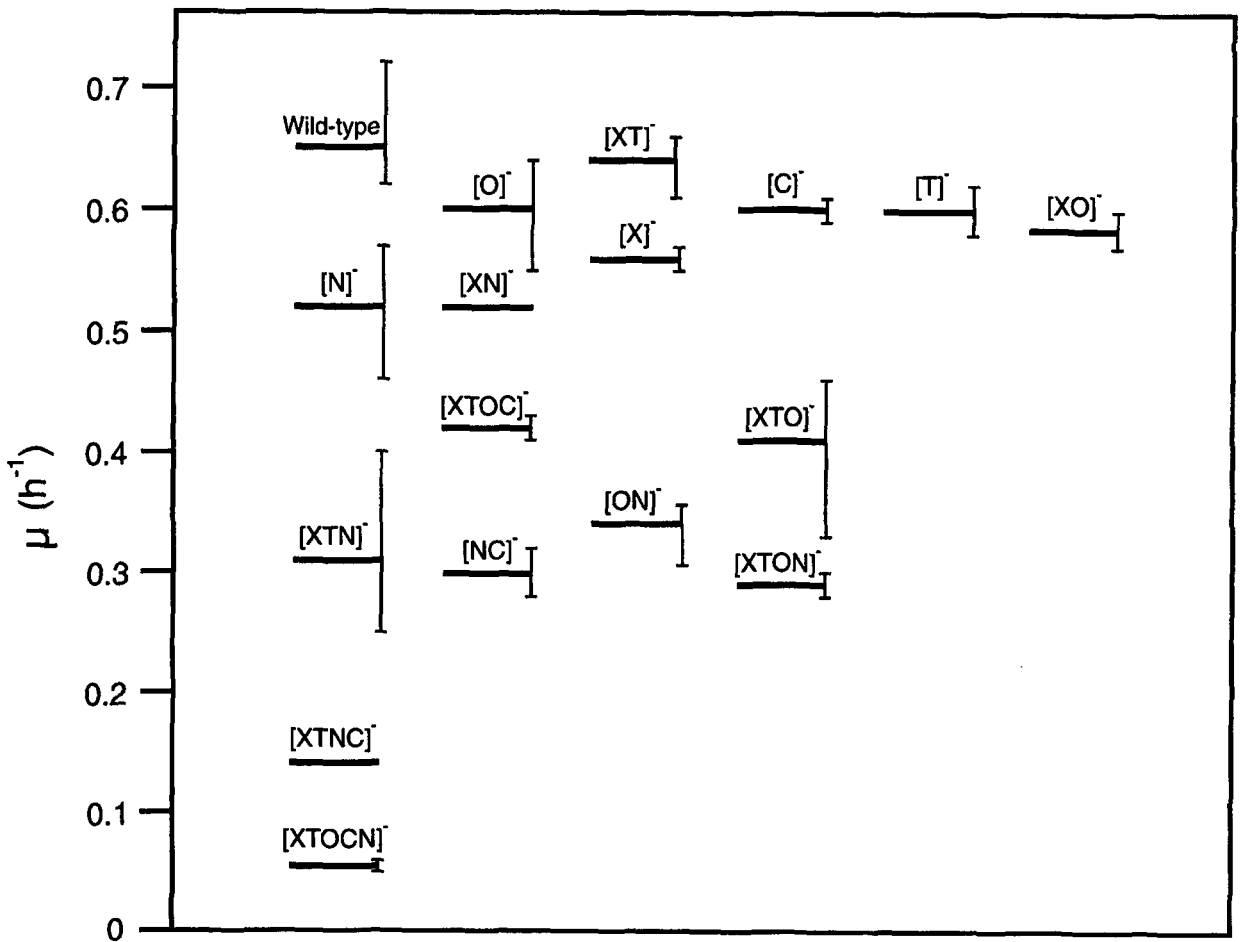 0.7
Wild-type
[XT]⁻
[O]⁻
[C]⁻
[T]⁻
[XO]⁻
0.6
[X]⁻
[N]⁻
[XN]⁻
0.5
[XTOC]⁻
[XTO]⁻
0.4
μ (h⁻¹)
[ON]⁻
[XTN]⁻
[NC]⁻
[XTON]⁻
0.3
0.2
[XTNC]⁻
0.1
[XTOCN]⁻
0